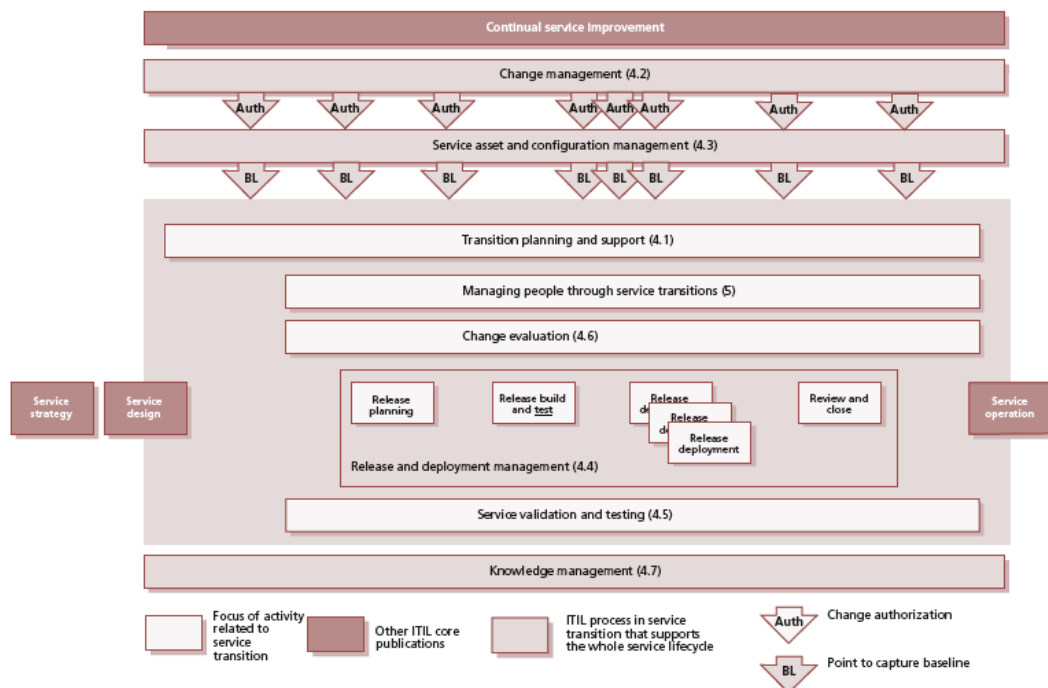 Continual service improvement
Change management (4.2)
Auth
Auth
Auth
Auth
Auth
Auth
Auth
Auth
Service asset and configuration management (4.3)
BL
BL
BL
BL
BL
BL
BL
BL
Transition planning and support (4.1)
Managing people through service transitions (5)
Change evaluation (4.6)
Service
strategy
Service
design
Release
planning
Release build
and test
Release
de
Release
de
Release
deployment
Review and
close
Release and deployment management (4.4)
Service
operation
Service validation and testing (4.5)
Knowledge management (4.7)
Focus of activity
related to
service
transition
Other ITIL core
publications
ITIL process in service
transition that supports
the whole service lifecycle
Auth
Change authorization
BL
Point to capture baseline